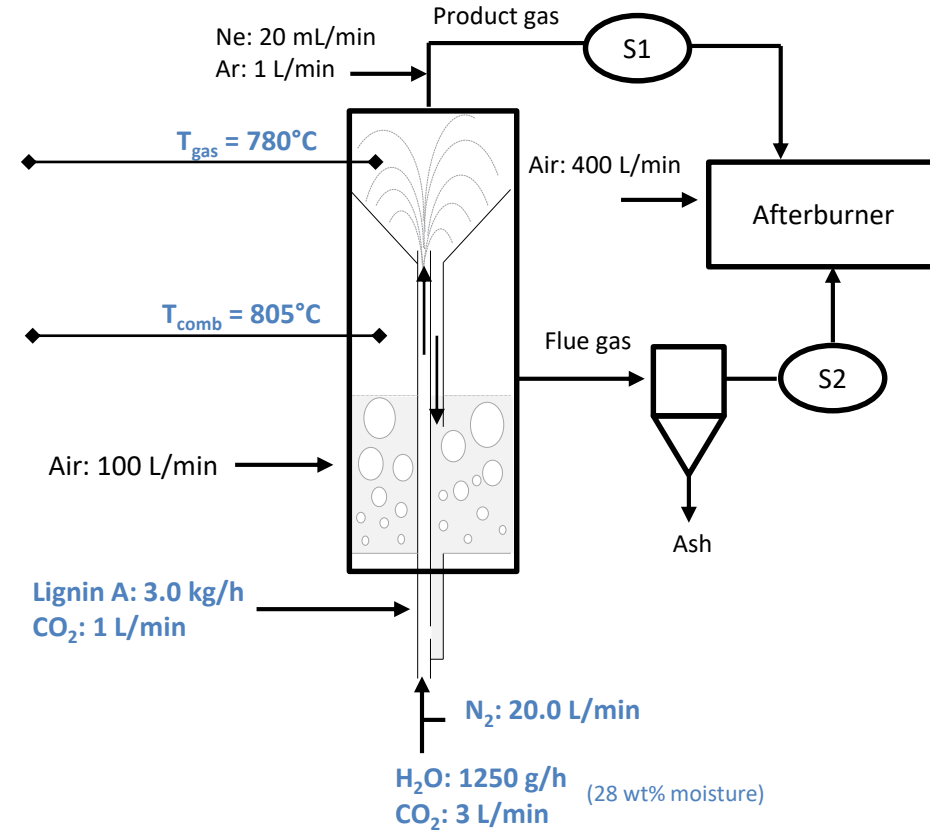 Product gas
Ne: 20 mL/min
Ar: 1 L/min
S1
T_gas = 780°C
Air: 400 L/min
Afterburner
T_comb = 805°C
Flue gas
S2
Air: 100 L/min
Ash
Lignin A: 3.0 kg/h
CO₂: 1 L/min
N₂: 20.0 L/min
H₂O: 1250 g/h
(28 wt% moisture)
CO₂: 3 L/min